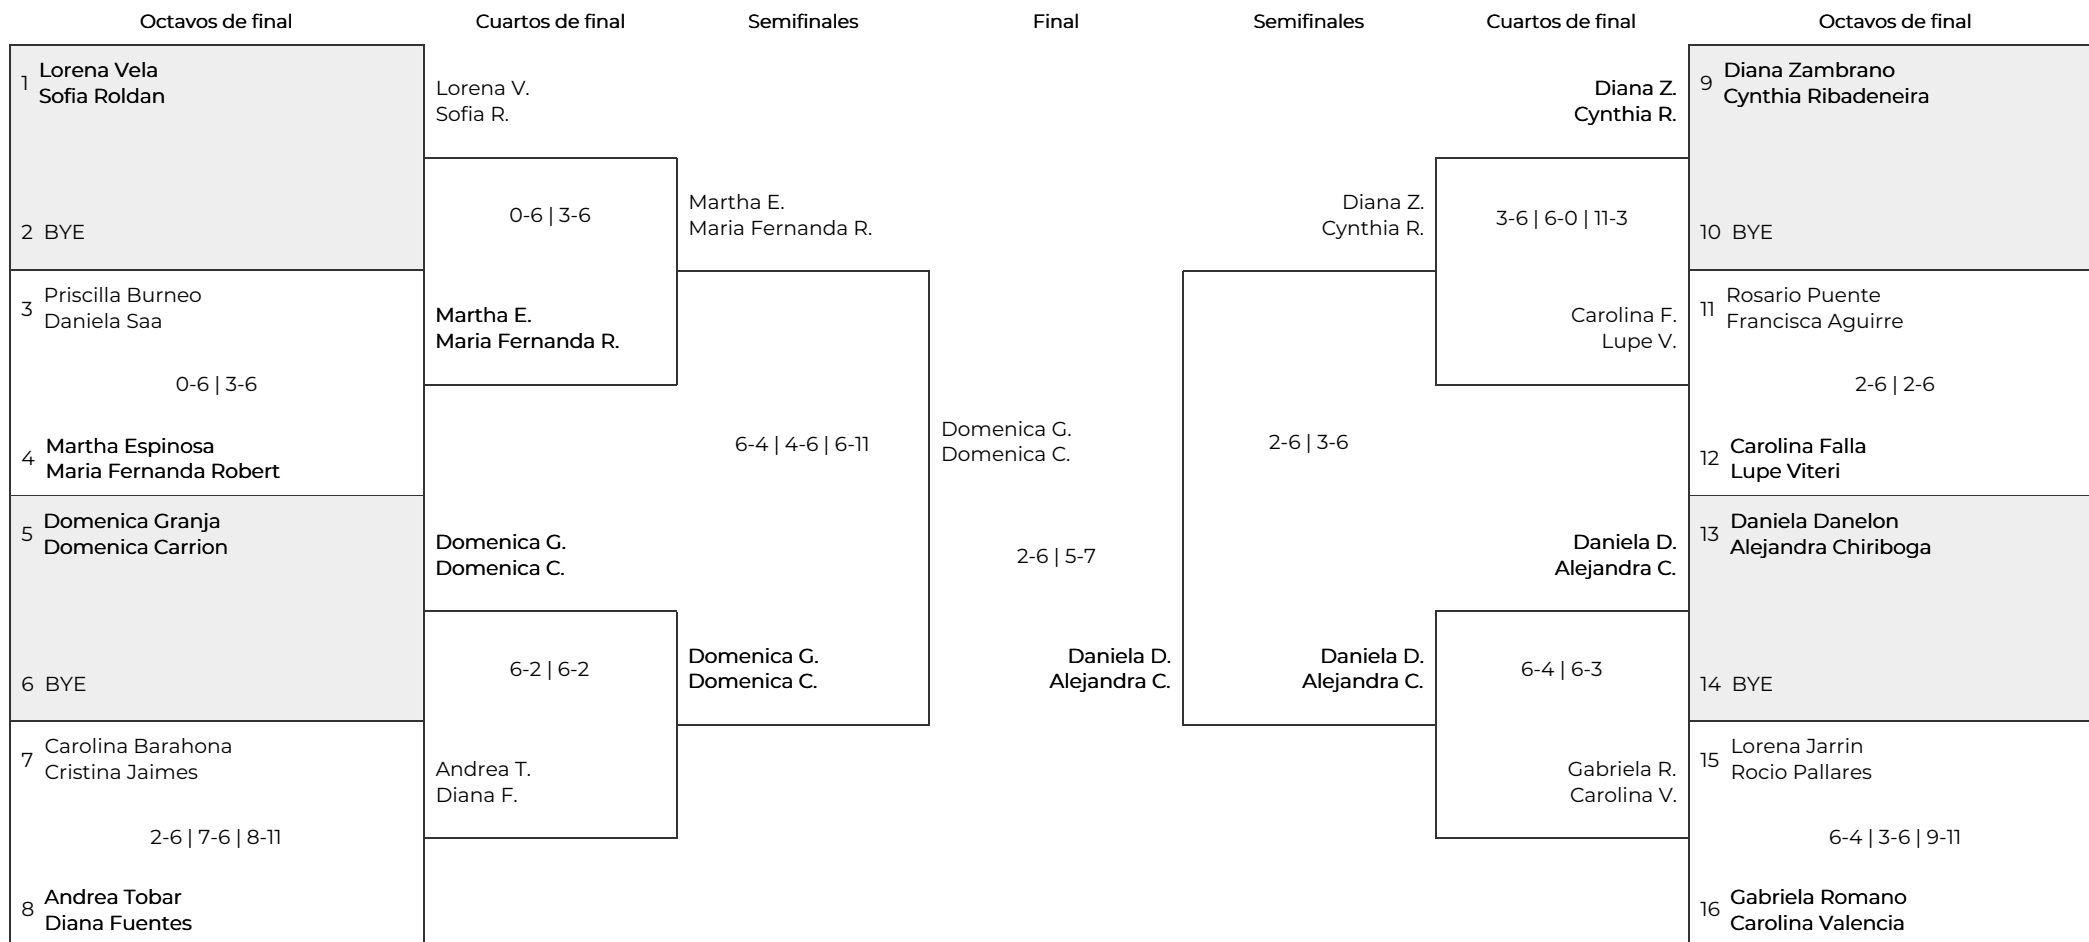 Octavos de final
Cuartos de final
Semifinales
Final
Semifinales
Cuartos de final
Octavos de final
1
Lorena Vela
Sofia Roldan
2 BYE
3
Priscilla Burneo
Daniela Saa
0-6 | 3-6
4
Martha Espinosa
Maria Fernanda Robert
5
Domenica Granja
Domenica Carrion
6 BYE
7
Carolina Barahona
Cristina Jaimes
2-6 | 7-6 | 8-11
8
Andrea Tobar
Diana Fuentes
Lorena V.
Sofia R.
0-6 | 3-6
Martha E.
Maria Fernanda R.
Domenica G.
Domenica C.
6-2 | 6-2
Andrea T.
Diana F.
Martha E.
Maria Fernanda R.
6-4 | 4-6 | 6-11
Domenica G.
Domenica C.
Domenica G.
Domenica C.
2-6 | 5-7
Daniela D.
Alejandra C.
Diana Z.
Cynthia R.
2-6 | 3-6
Daniela D.
Alejandra C.
Diana Z.
Cynthia R.
3-6 | 6-0 | 11-3
Carolina F.
Lupe V.
Daniela D.
Alejandra C.
6-4 | 6-3
Gabriela R.
Carolina V.
9
Diana Zambrano
Cynthia Ribadeneira
10 BYE
11
Rosario Puente
Francisca Aguirre
2-6 | 2-6
12
Carolina Falla
Lupe Viteri
13
Daniela Danelon
Alejandra Chiriboga
14 BYE
15
Lorena Jarrin
Rocio Pallares
6-4 | 3-6 | 9-11
16
Gabriela Romano
Carolina Valencia